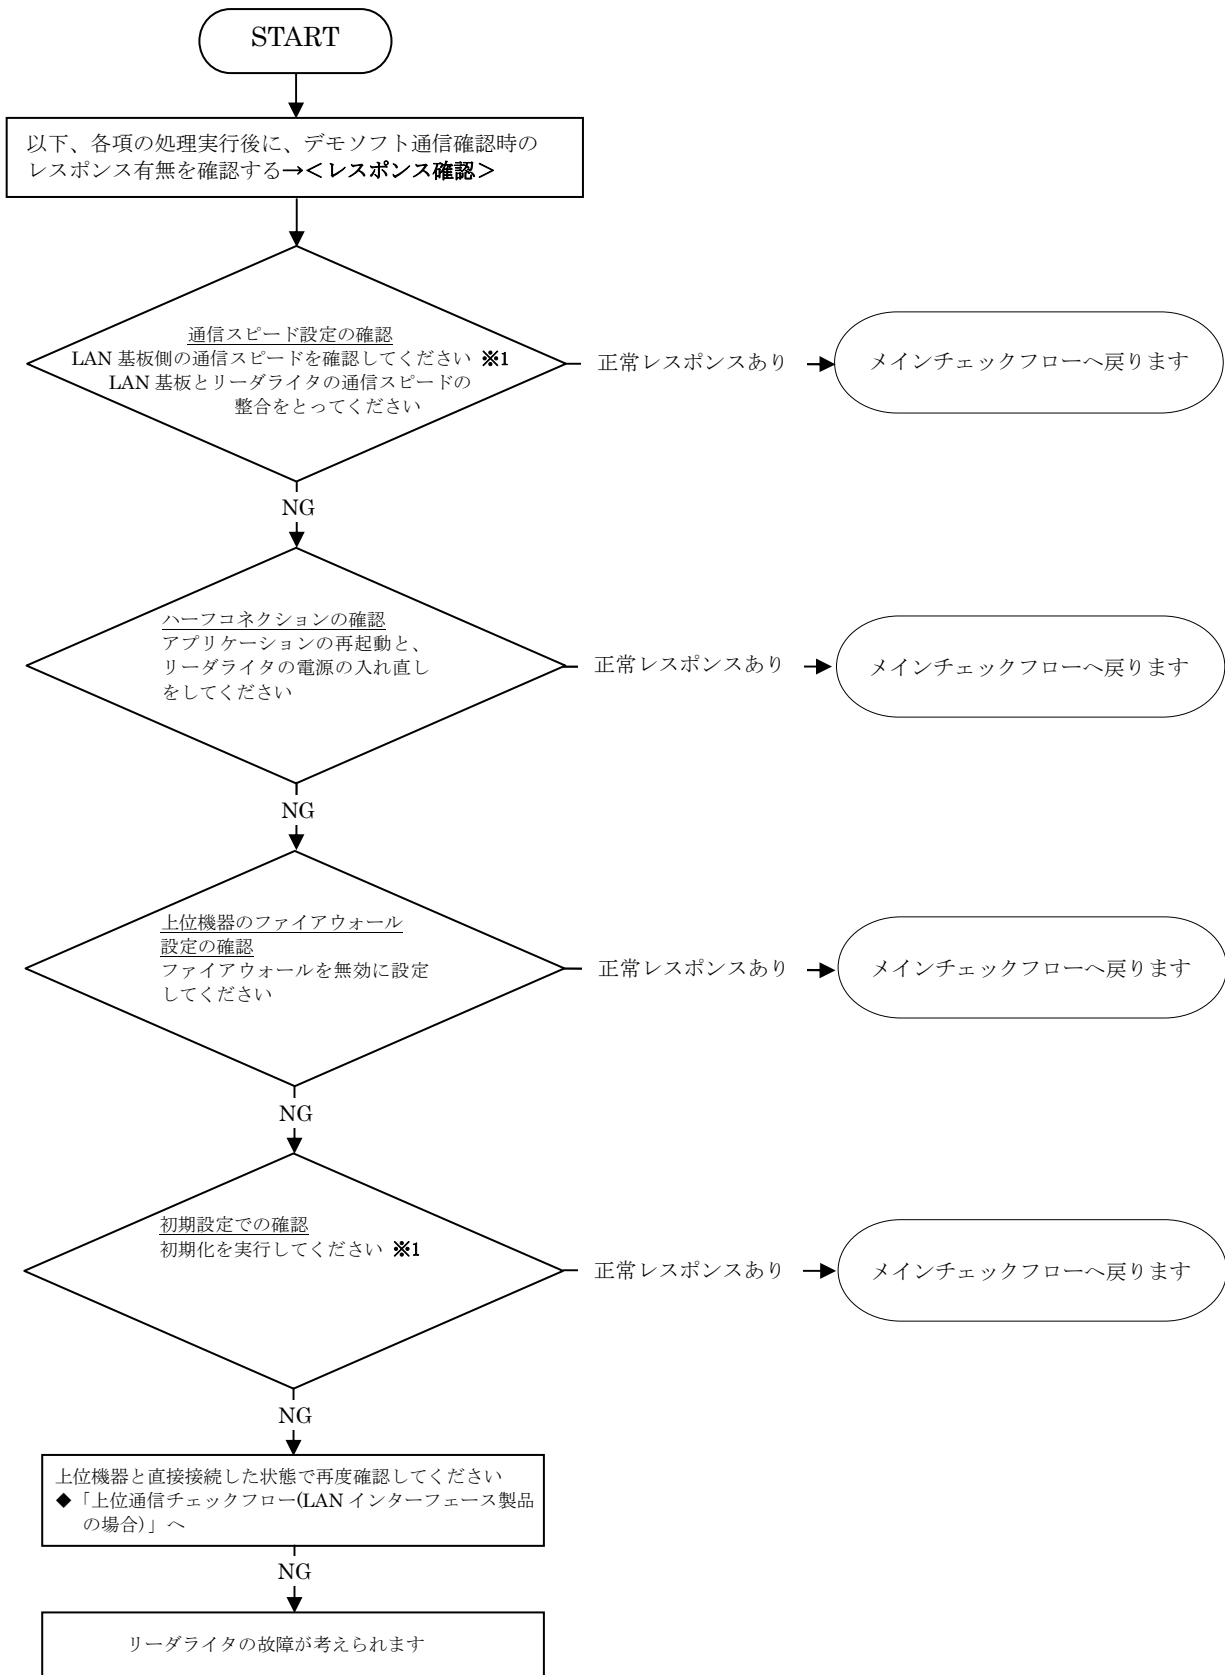 START
以下、各項の処理実行後に、デモソフト通信確認時の
レスポンス有無を確認する→＜レスポンス確認＞
通信スピード設定の確認
LAN 基板側の通信スピードを確認してください ※1
LAN 基板とリーダライタの通信スピードの
整合をとってください
正常レスポンスあり
メインチェックフローへ戻ります
NG
ハーフコネクションの確認
アプリケーションの再起動と、
リーダライタの電源の入れ直し
をしてください
正常レスポンスあり
メインチェックフローへ戻ります
NG
上位機器のファイアウォール
設定の確認
ファイアウォールを無効に設定
してください
正常レスポンスあり
メインチェックフローへ戻ります
NG
初期設定での確認
初期化を実行してください ※1
正常レスポンスあり
メインチェックフローへ戻ります
NG
上位機器と直接接続した状態で再度確認してください
◆「上位通信チェックフロー(LAN インターフェース製品
の場合)」へ
NG
リーダライタの故障が考えられます